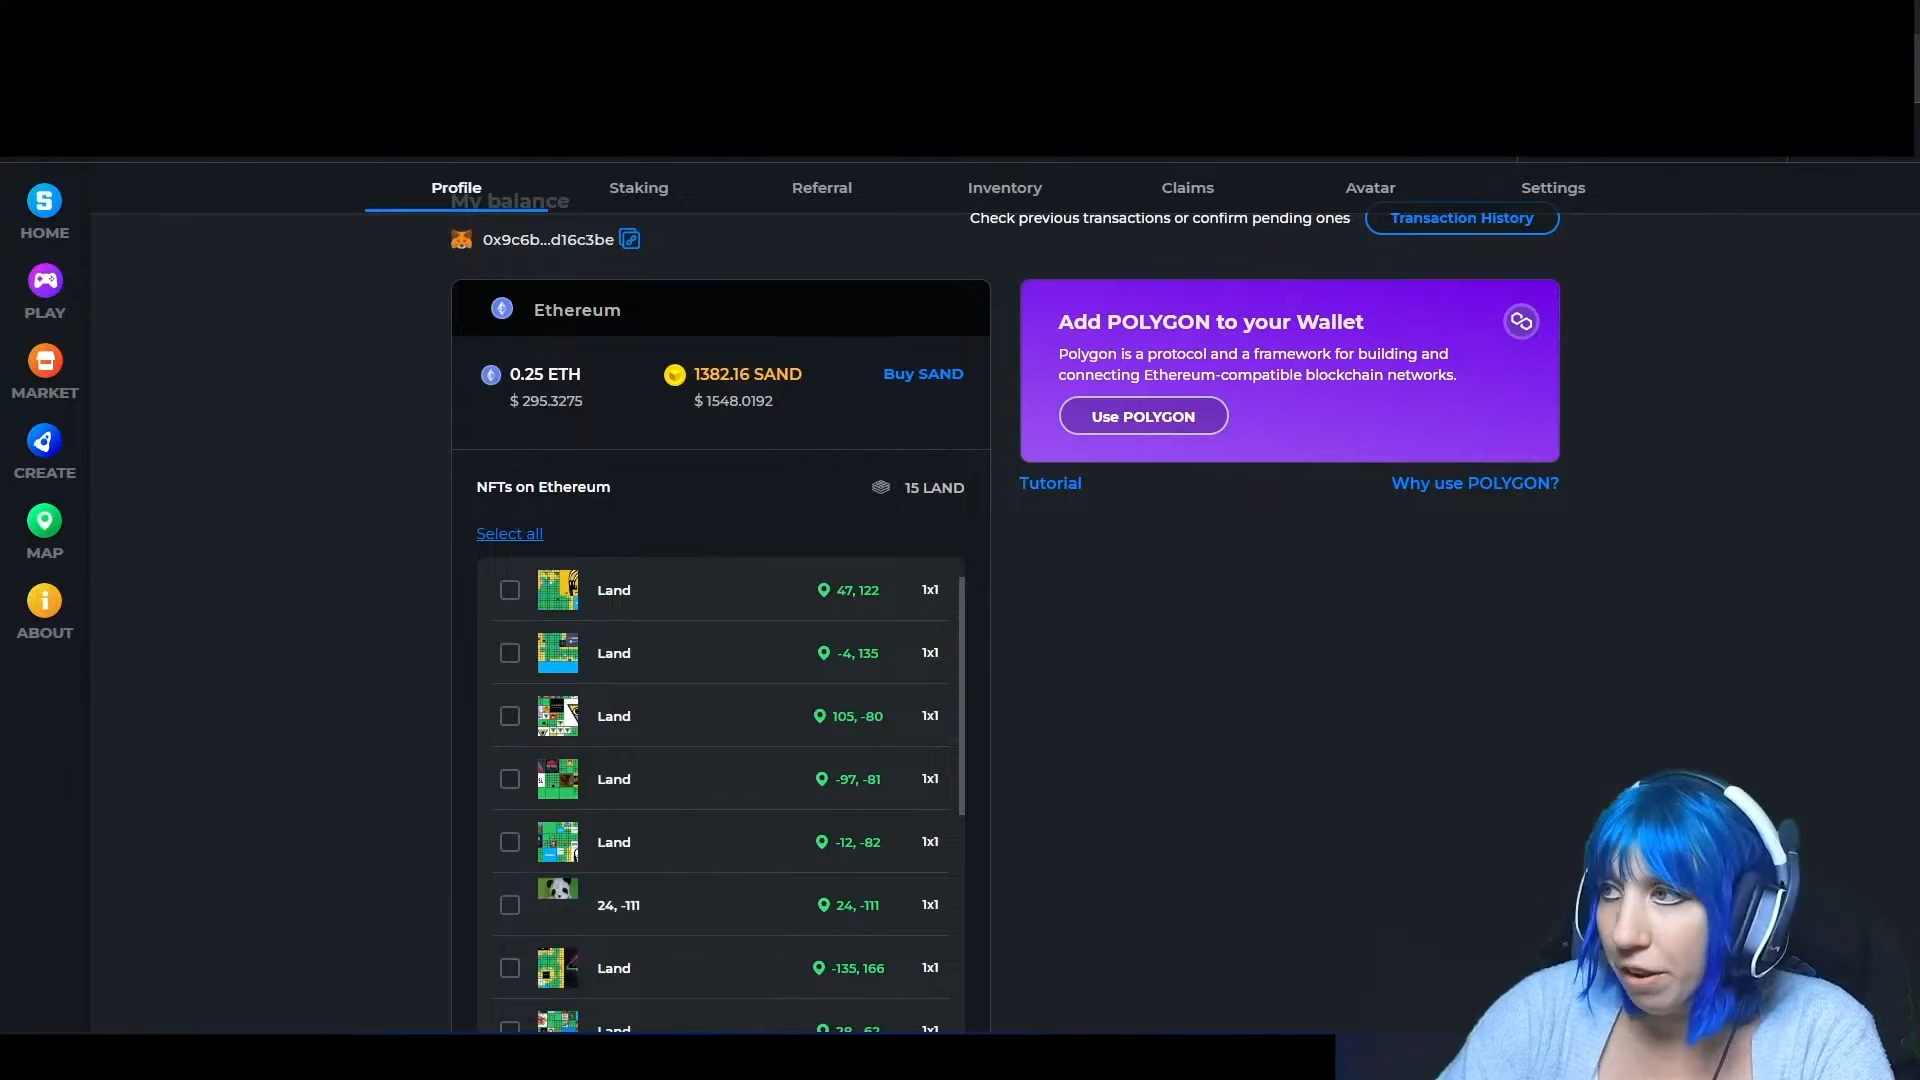 Profile
Staking
Referral
Inventory
Claims
Avatar
Settings
My balance
Check previous transactions or confirm pending ones
Transaction History
0x9c6b...d16c3be
HOME
PLAY
MARKET
CREATE
MAP
ABOUT
Ethereum
0.25 ETH
1382.16 SAND
Buy SAND
$ 295.3275
$ 1548.0192
Add POLYGON to your Wallet
Polygon is a protocol and a framework for building and
connecting Ethereum-compatible blockchain networks.
Use POLYGON
Tutorial
Why use POLYGON?
NFTs on Ethereum
15 LAND
Select all
Land 47, 122 1x1
Land -4, 135 1x1
Land 105, -80 1x1
Land -97, -81 1x1
Land -12, -82 1x1
24, -111 24, -111 1x1
Land -135, 166 1x1
Land 1x1